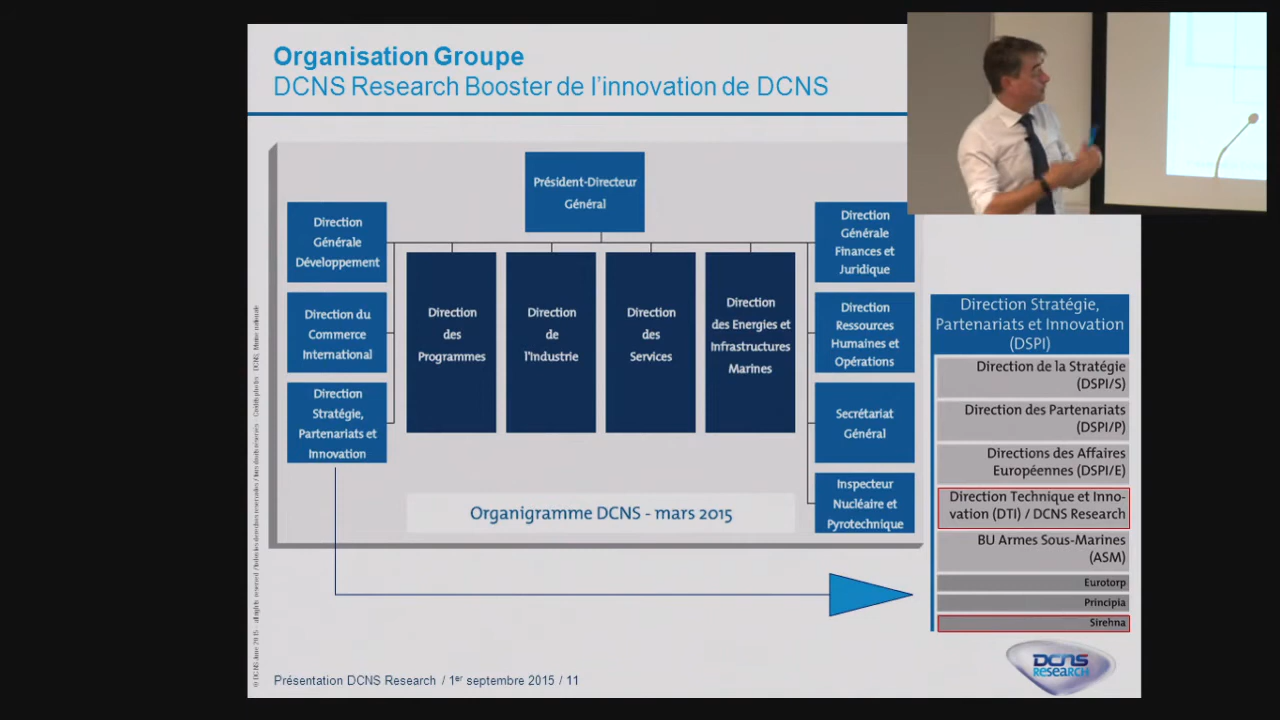 Organisation Groupe
DCNS Research Booster de l'innovation de DCNS
Président-Directeur
Général
Direction
Générale
Développement
Direction du
Commerce
International
Direction
Stratégie,
Partenariats et
Innovation
Direction
des
Programmes
Direction
de
l'Industrie
Direction
des
Services
Direction
des Energies et
Infrastructures
Marines
Direction
Générale
Finances et
Juridique
Direction
Ressources
Humaines et
Opérations
Secrétariat
Général
Inspecteur
Nucléaire et
Pyrotechnique
Organigramme DCNS - mars 2015
Direction Stratégie,
Partenariats et Innovation
(DSPI)
Direction de la Stratégie
(DSPI/S)
Direction des Partenariats
(DSPI/P)
Directions des Affaires
Européennes (DSPI/E)
Direction Technique et Inno-
vation (DTI) / DCNS Research
BU Armes Sous-Marines
(ASM)
Eurotorp
Principia
Sirehna
DCNS
RESEARCH
Présentation DCNS Research / 1er septembre 2015 / 11